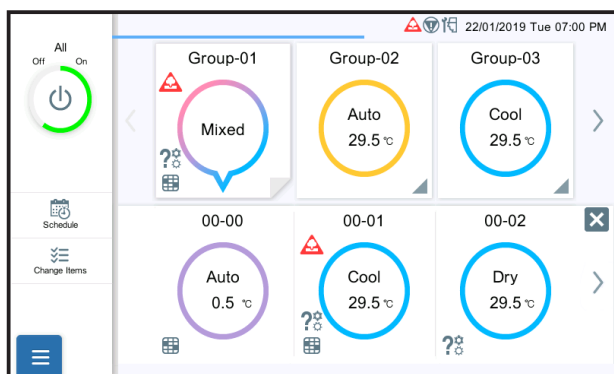 22/01/2019 Tue 07:00 PM
All
Off On
Schedule
Change Items
Group-01
Mixed
Group-02
Auto
29.5 ℃
Group-03
Cool
29.5 ℃
00-00
Auto
0.5 ℃
00-01
Cool
29.5 ℃
00-02
Dry
29.5 ℃